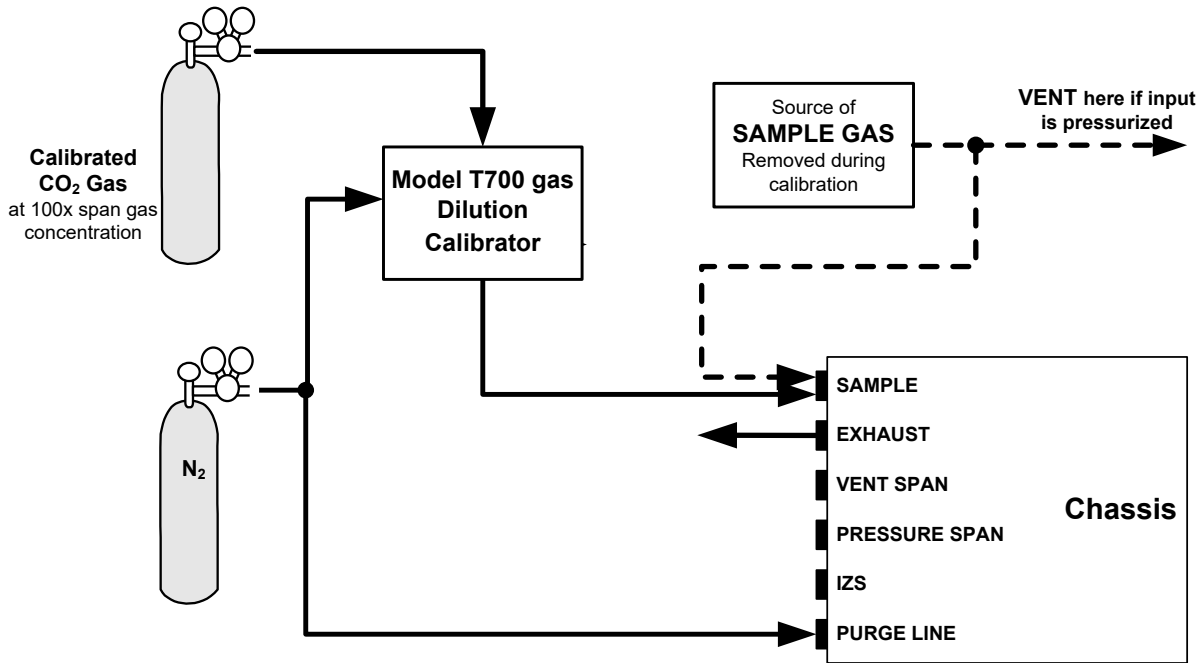 Calibrated
CO₂ Gas
at 100x span gas
concentration
Model T700 gas
Dilution
Calibrator
Source of
SAMPLE GAS
Removed during
calibration
VENT here if input
is pressurized
N₂
SAMPLE
EXHAUST
VENT SPAN
PRESSURE SPAN
IZS
PURGE LINE
Chassis